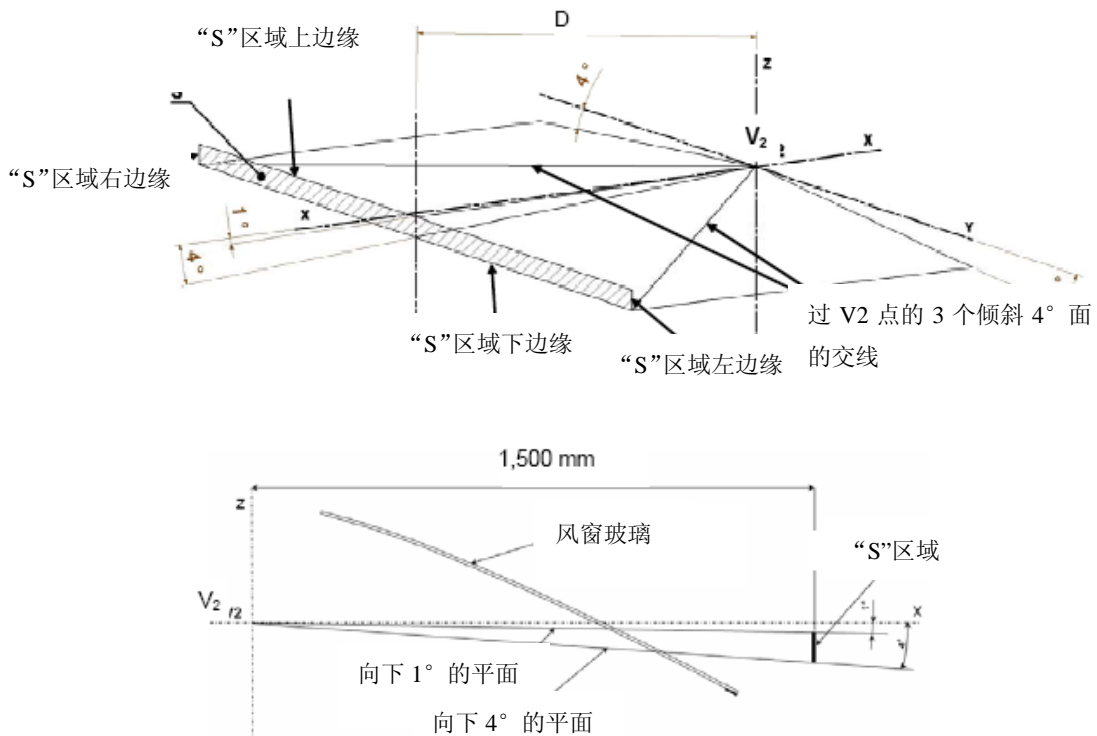 D
“S”区域上边缘
4°
z
V₂
X
“S”区域右边缘
x
1°
4°
Y
°
过 V2 点的 3 个倾斜 4° 面
的交线
“S”区域下边缘
“S”区域左边缘
1,500 mm
z
风窗玻璃
“S”区域
V₂
x
1°
4°
向下 1° 的平面
向下 4° 的平面